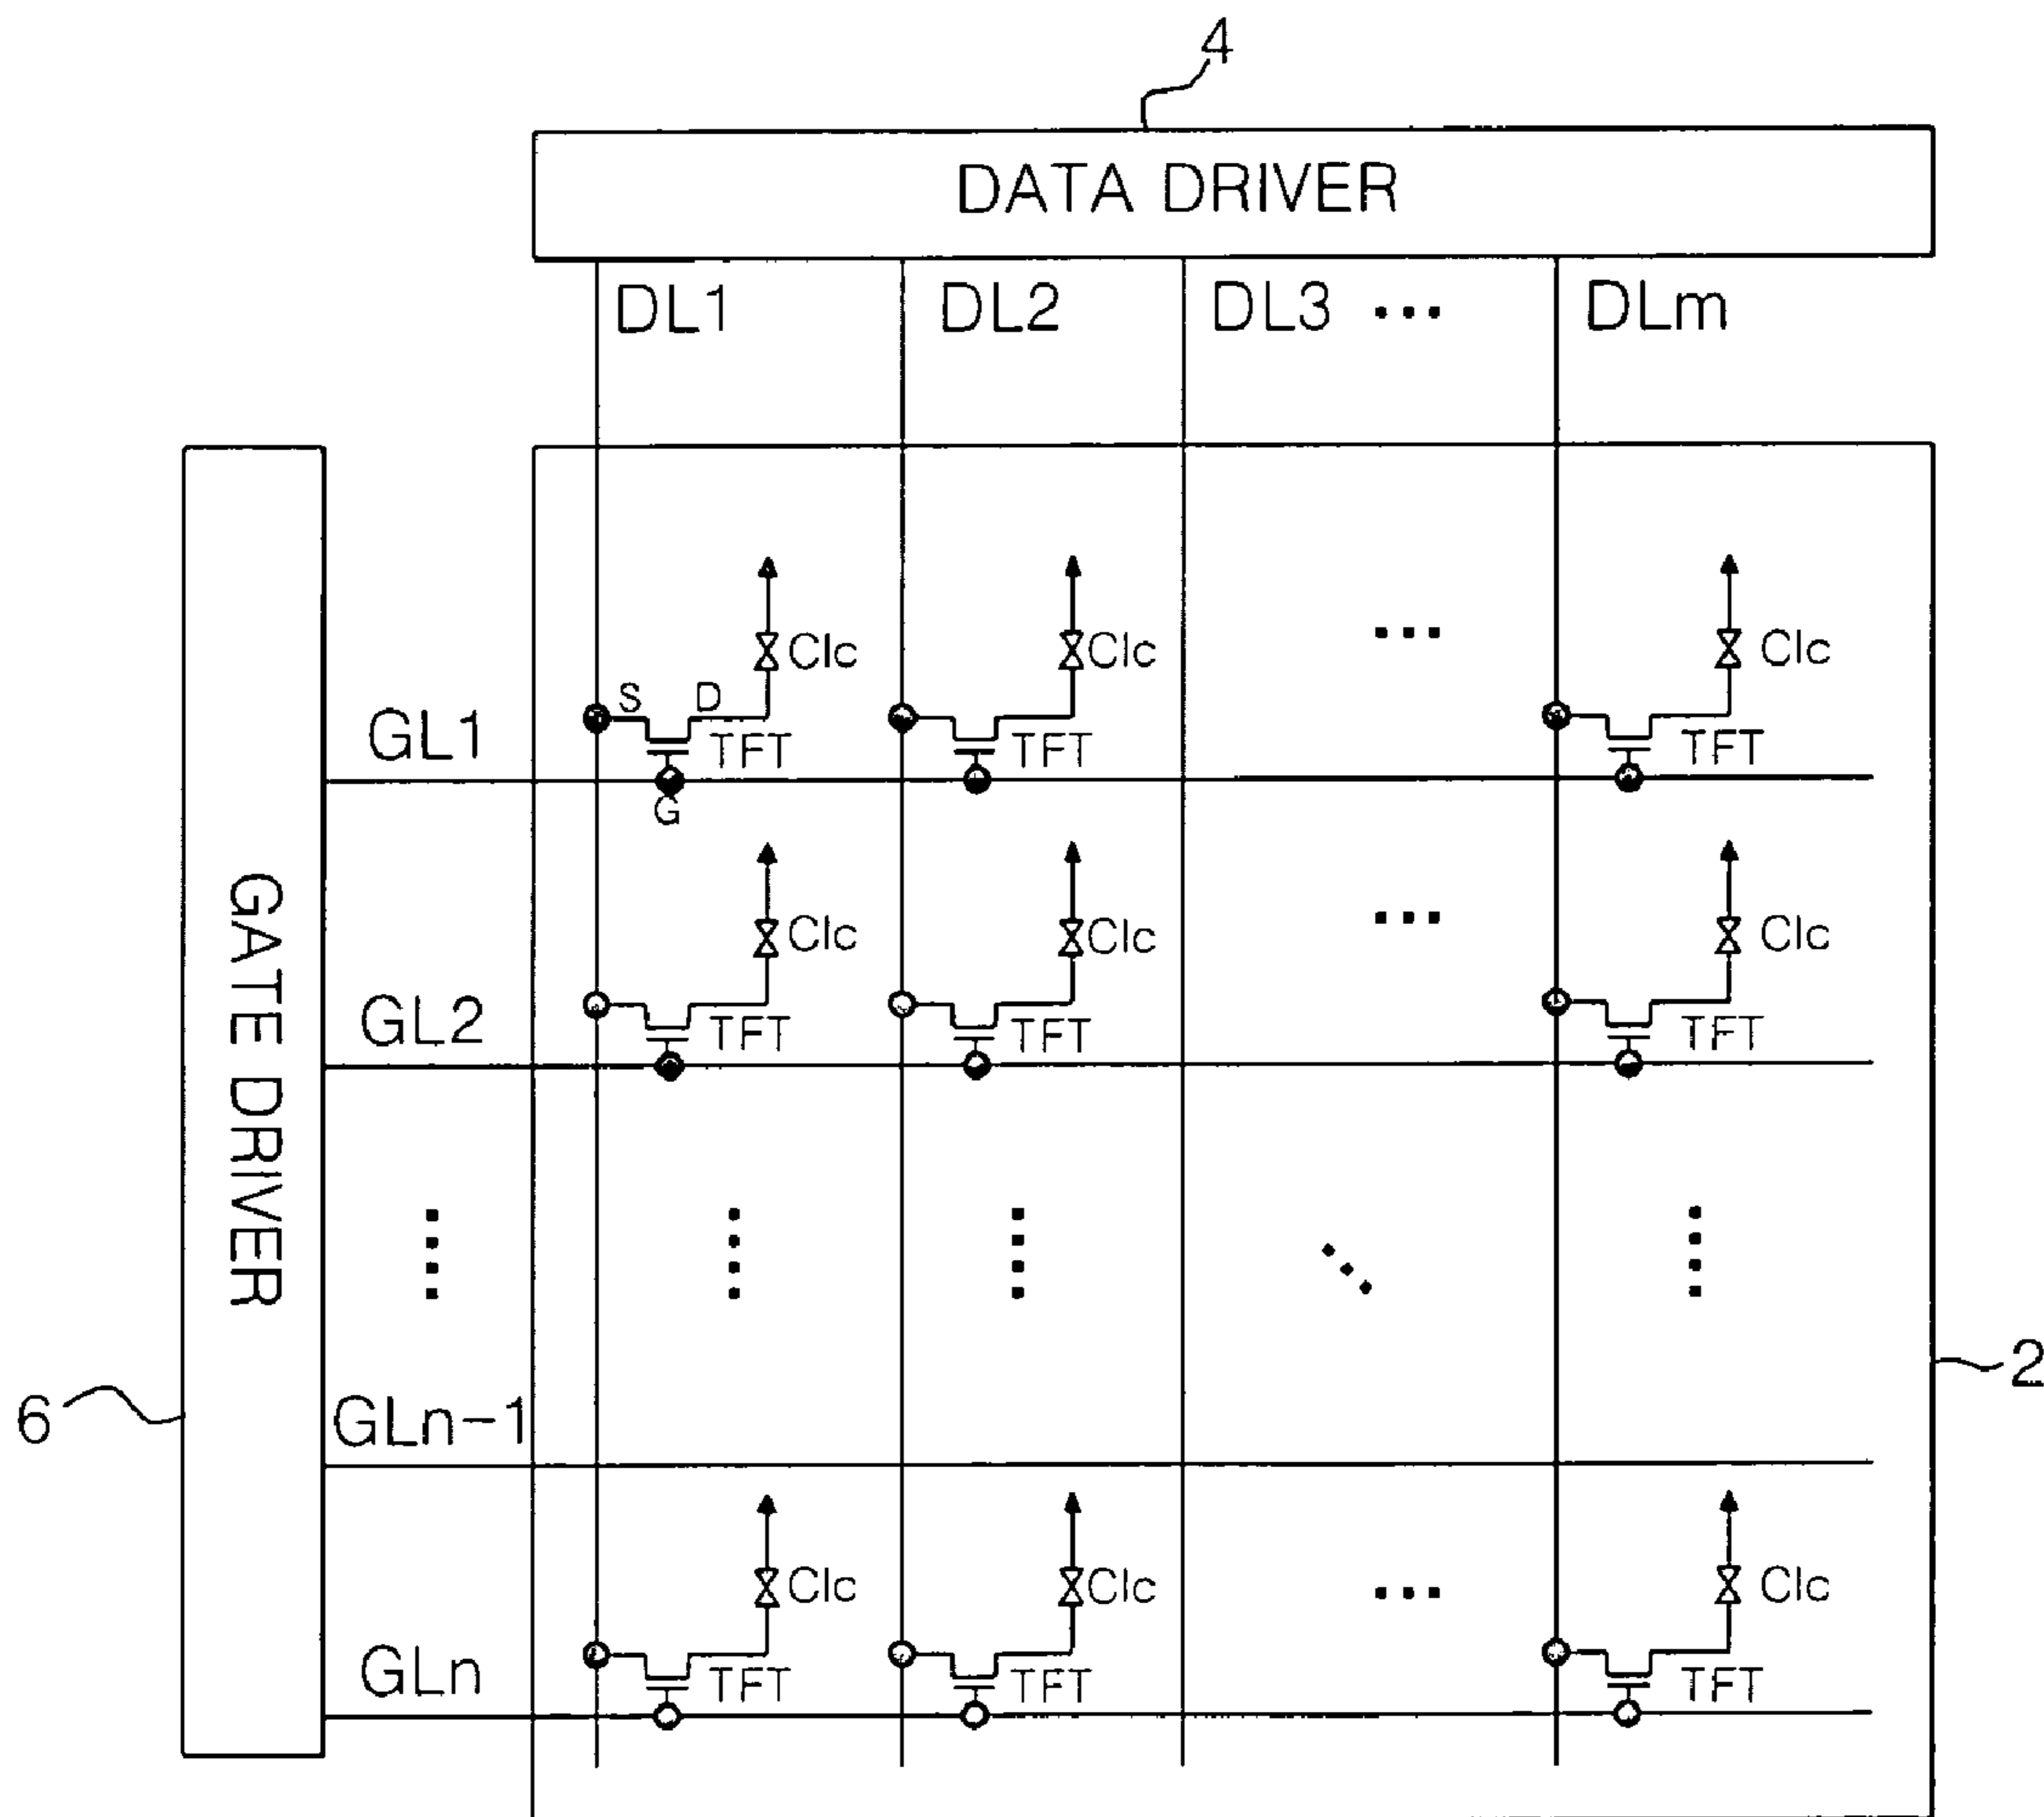 4
DATA DRIVER
DL1 DL2 DL3 ... DLm
Clc Clc ... Clc
S D
GL1 TFT TFT TFT
G
Clc Clc ... Clc
GL2 TFT TFT TFT
GATE DRIVER
2
6
GLn-1
Clc Clc ... Clc
GLn TFT TFT TFT